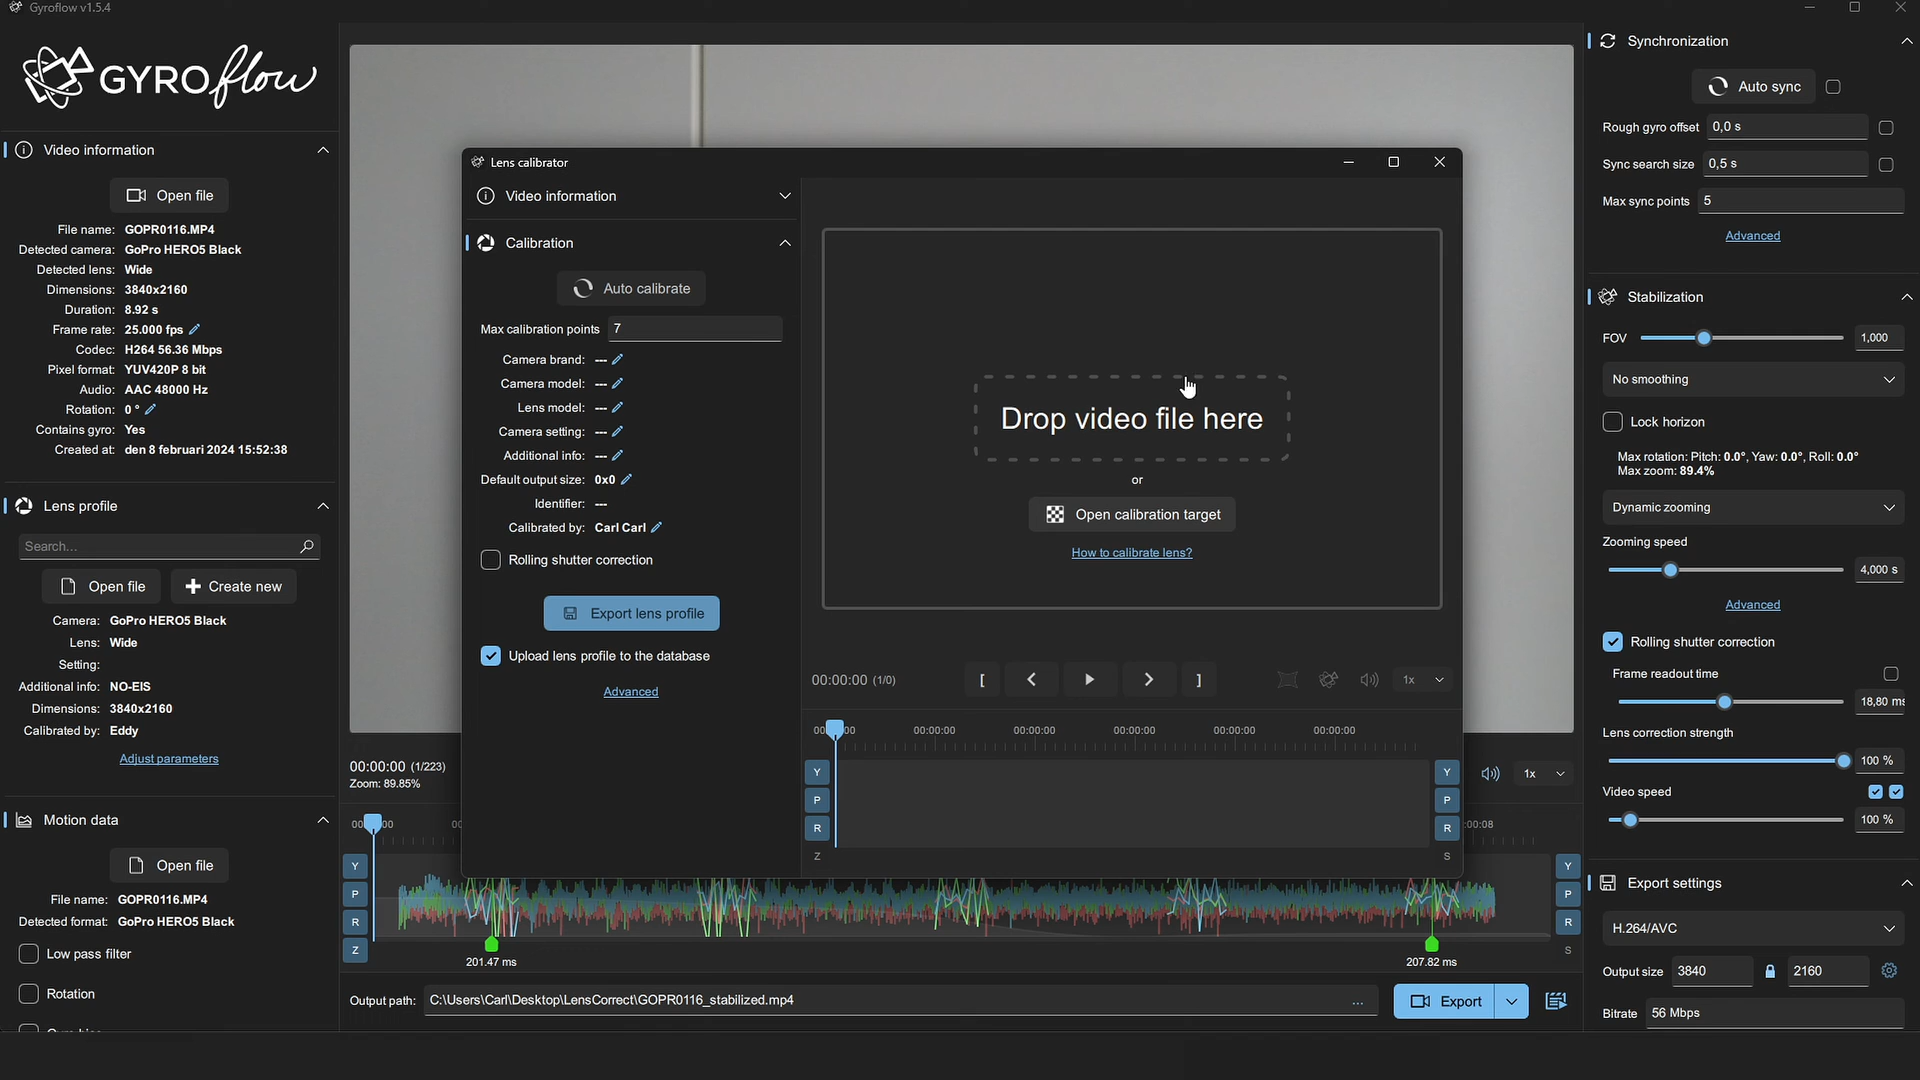 Gyroflow v1.5.4
GYROflow
Video information
Open file
File name: GOPR0116.MP4
Detected camera: GoPro HERO5 Black
Detected lens: Wide
Dimensions: 3840x2160
Duration: 8.92 s
Frame rate: 25.000 fps
Codec: H264 56.36 Mbps
Pixel format: YUV420P 8 bit
Audio: AAC 48000 Hz
Rotation: 0 °
Contains gyro: Yes
Created at: den 8 februari 2024 15:52:38
Lens profile
Search...
Open file
Create new
Camera: GoPro HERO5 Black
Lens: Wide
Setting:
Additional info: NO-EIS
Dimensions: 3840x2160
Calibrated by: Eddy
Adjust parameters
Motion data
Open file
File name: GOPR0116.MP4
Detected format: GoPro HERO5 Black
Low pass filter
Rotation
Lens calibrator
Video information
Calibration
Auto calibrate
Max calibration points 7
Camera brand: ---
Camera model: ---
Lens model: ---
Camera setting: ---
Additional info: ---
Default output size: 0x0
Identifier: ---
Calibrated by: Carl Carl
Rolling shutter correction
Export lens profile
Upload lens profile to the database
Advanced
Drop video file here
or
Open calibration target
How to calibrate lens?
00:00:00 (1/0)
[ ]
1x
00:00:00 00:00:00 00:00:00 00:00:00 00:00:00
Y Y
P P
R R
Z S
00:00:00 (1/223)
Zoom: 89.85%
1x
:00:08
Y Y
P P
R R
Z S
201.47 ms 207.82 ms
Output path: C:\Users\Carl\Desktop\LensCorrect\GOPR0116_stabilized.mp4 ...
Export
Synchronization
Auto sync
Rough gyro offset 0,0 s
Sync search size 0,5 s
Max sync points 5
Advanced
Stabilization
FOV 1,000
No smoothing
Lock horizon
Max rotation: Pitch: 0.0°, Yaw: 0.0°, Roll: 0.0°
Max zoom: 89.4%
Dynamic zooming
Zooming speed
4,000 s
Advanced
Rolling shutter correction
Frame readout time
18,80 ms
Lens correction strength
100 %
Video speed
100 %
Export settings
H.264/AVC
Output size 3840 2160
Bitrate 56 Mbps